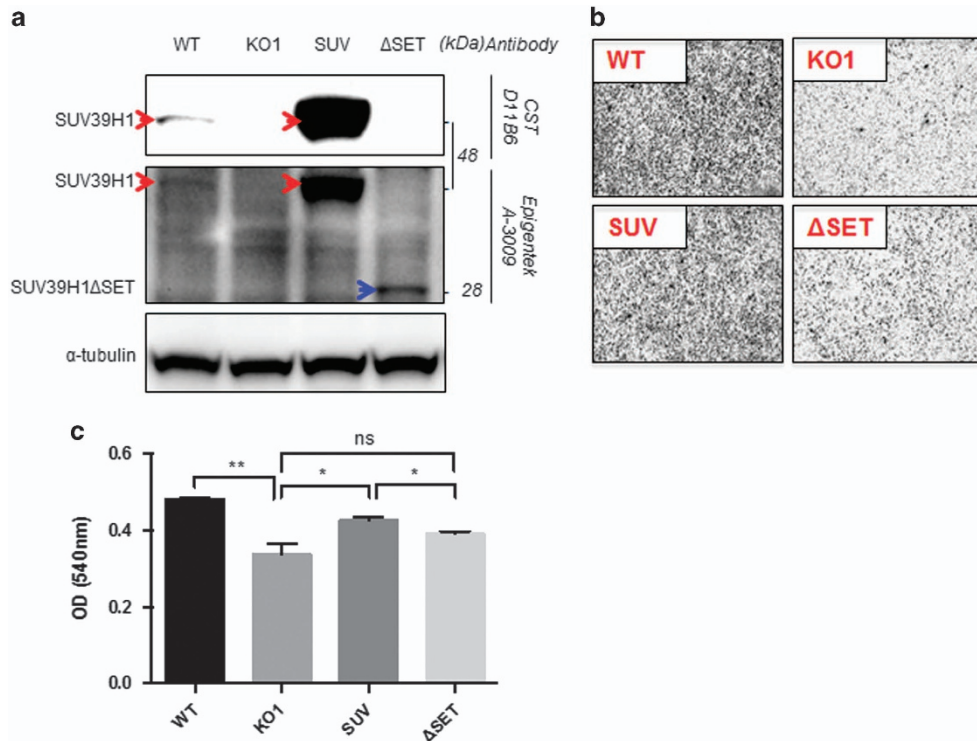 a
WT KO1 SUV ΔSET (kDa) Antibody
SUV39H1
CST
D11B6
48
SUV39H1
Epigentek
A-3009
SUV39H1ΔSET
28
α-tubulin
b
WT
KO1
SUV
ΔSET
c
ns
** * *
OD (540nm)
0.6
0.4
0.2
0.0
WT KO1 SUV ΔSET